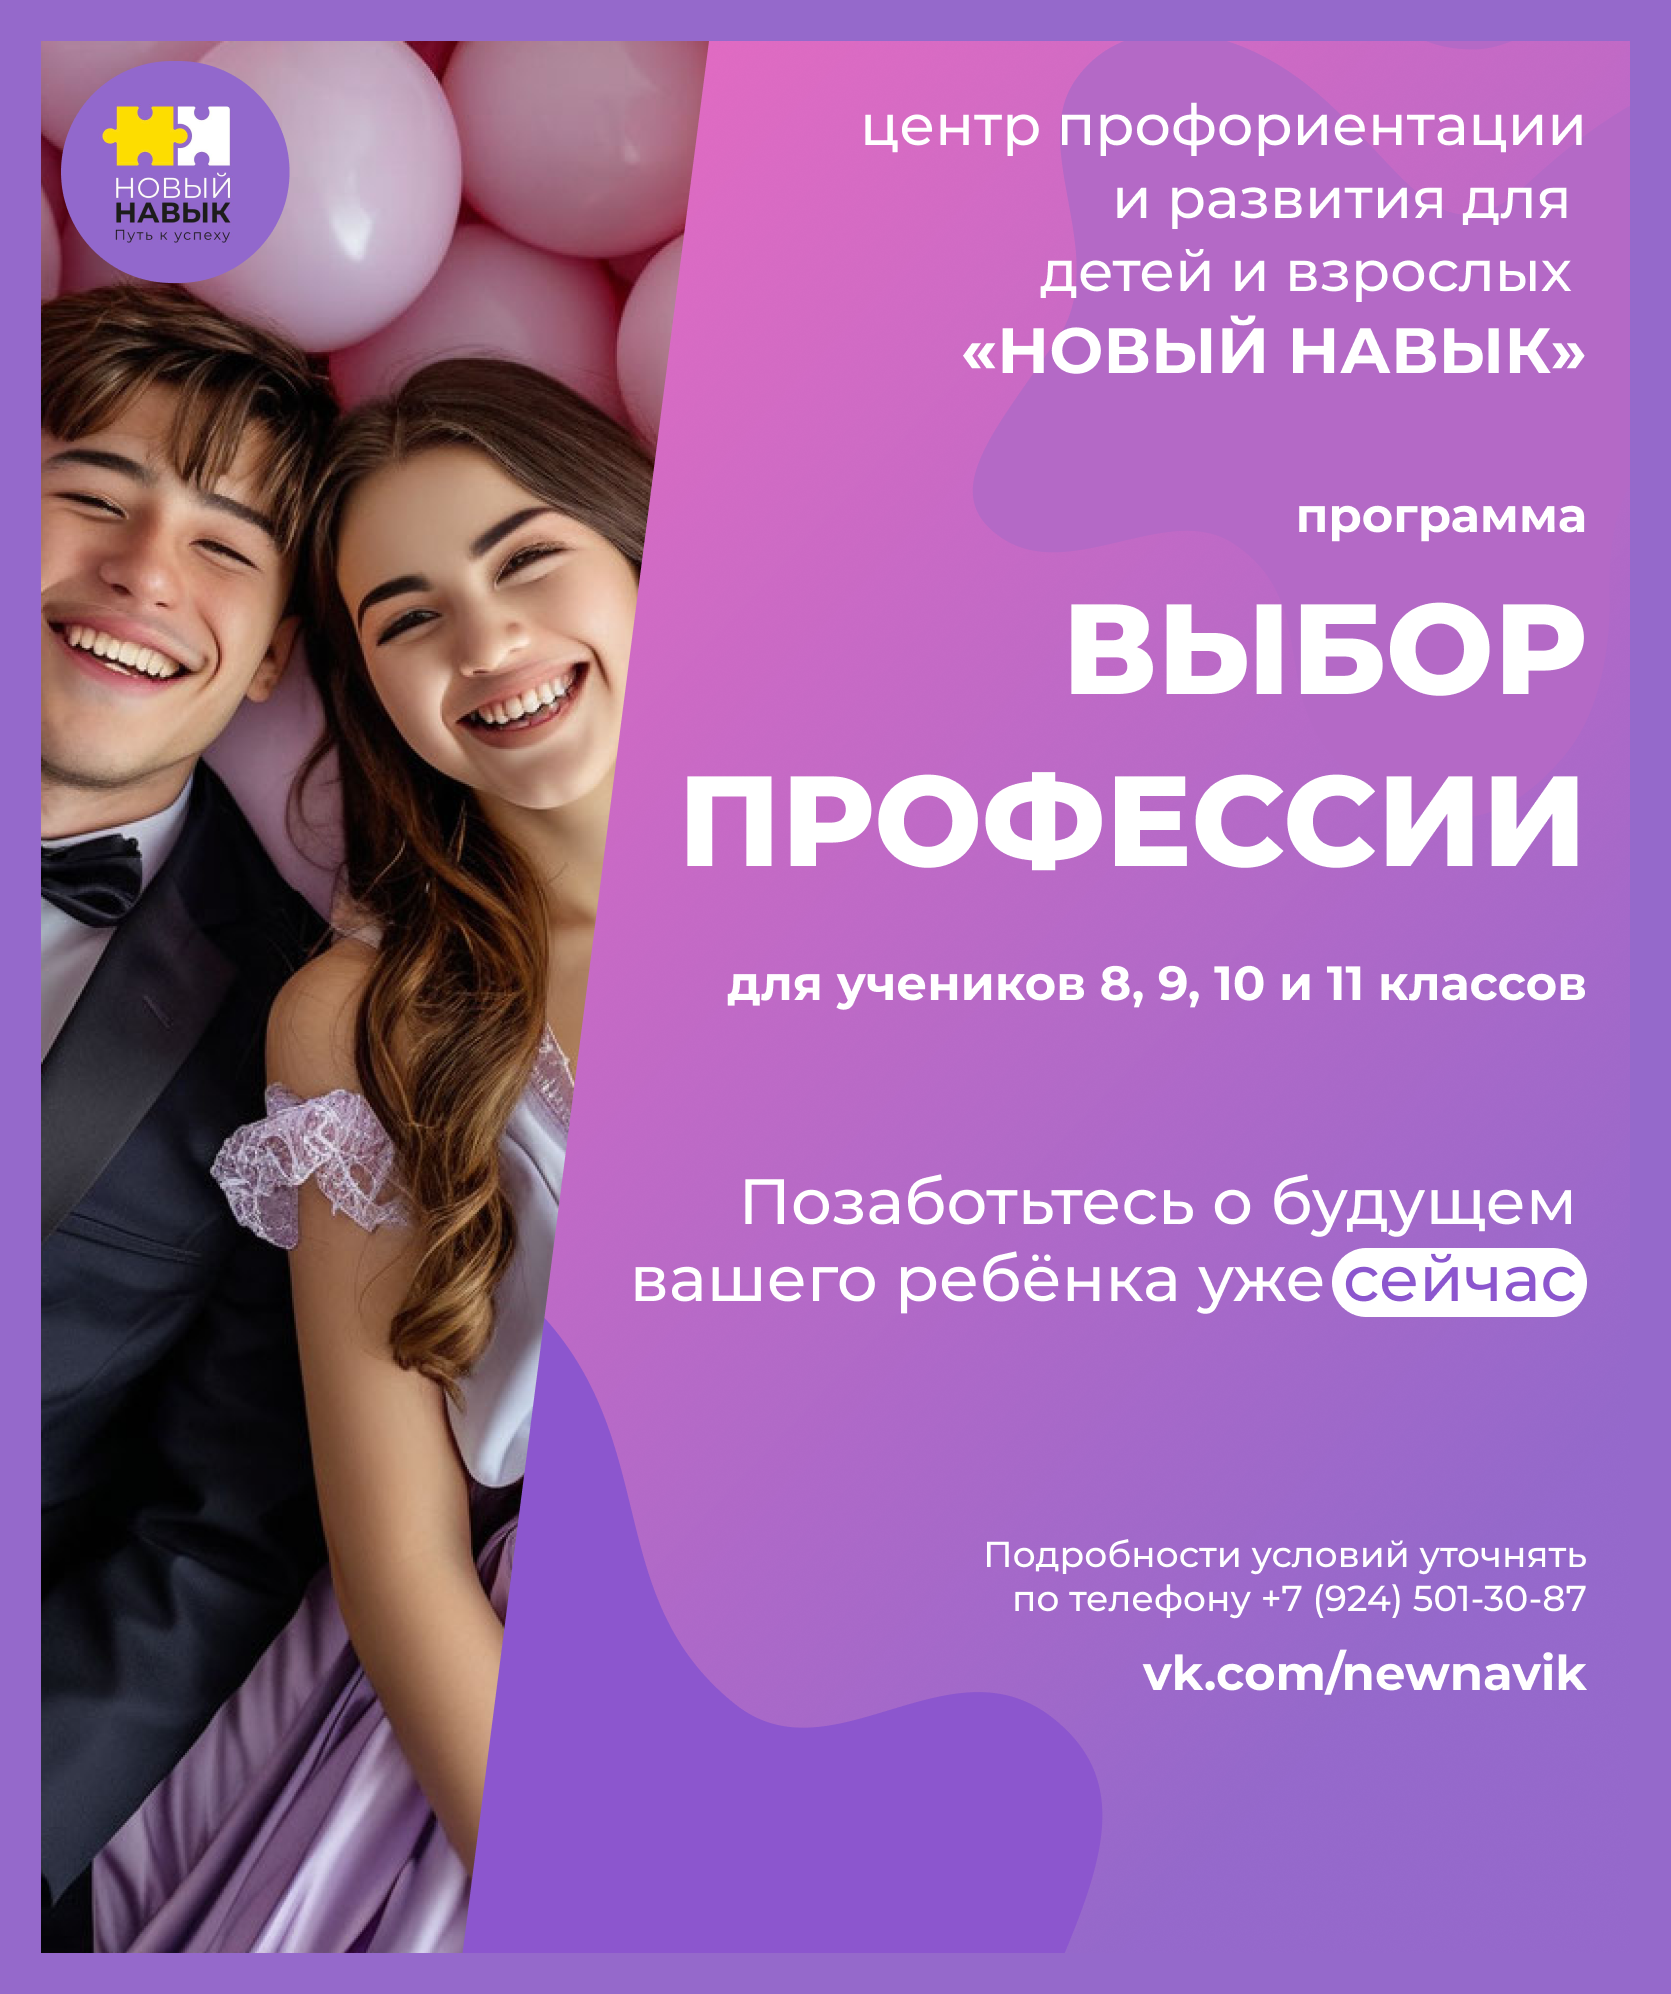 НОВЫЙ
НАВЫК
Путь к успеху
центр профориентации
и развития для
детей и взрослых
«НОВЫЙ НАВЫК»
программа
ВЫБОР
ПРОФЕССИИ
для учеников 8, 9, 10 и 11 классов
Позаботьтесь о будущем
вашего ребёнка уже сейчас
Подробности условий уточнять
по телефону +7 (924) 501-30-87
vk.com/newnavik